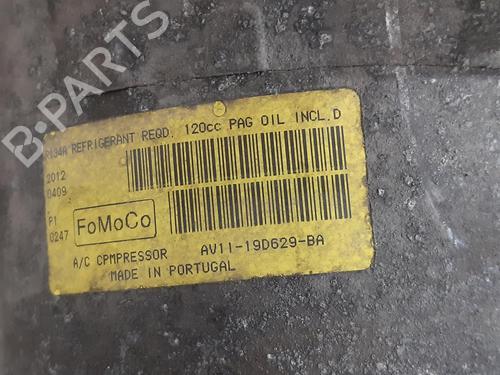 B-PARTS
R134A REFRIGERANT REQD. 120cc PAG OIL INCL.D
2012
0409
P1
0247
FoMoCo
A/C CPMPRESSOR AV11-19D629-BA
MADE IN PORTUGAL